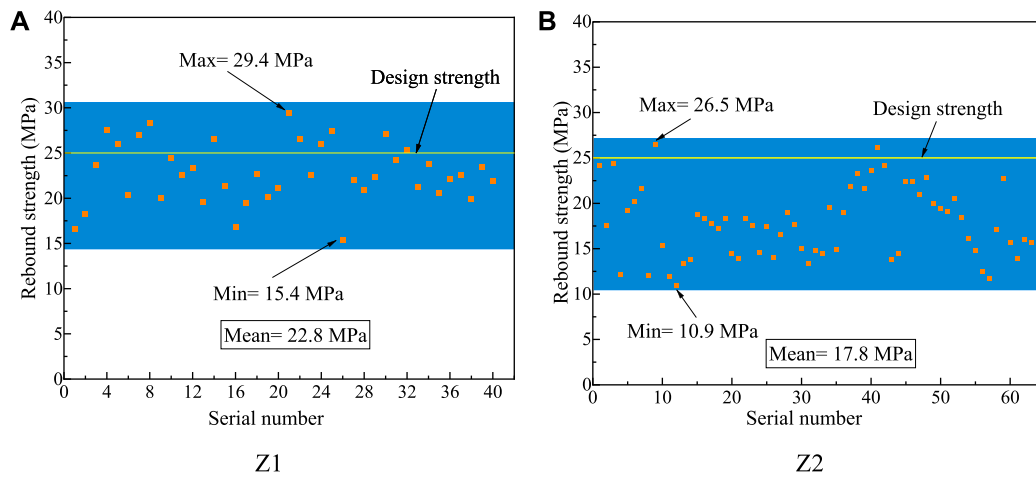 A
40
35
30
25
20
15
10
5
0
Rebound strength (MPa)
Max= 29.4 MPa
Design strength
Min= 15.4 MPa
Mean= 22.8 MPa
0 4 8 12 16 20 24 28 32 36 40
Serial number
Z1
B
40
35
30
25
20
15
10
5
0
Rebound strength (MPa)
Max= 26.5 MPa
Design strength
Min= 10.9 MPa
Mean= 17.8 MPa
0 10 20 30 40 50 60
Serial number
Z2